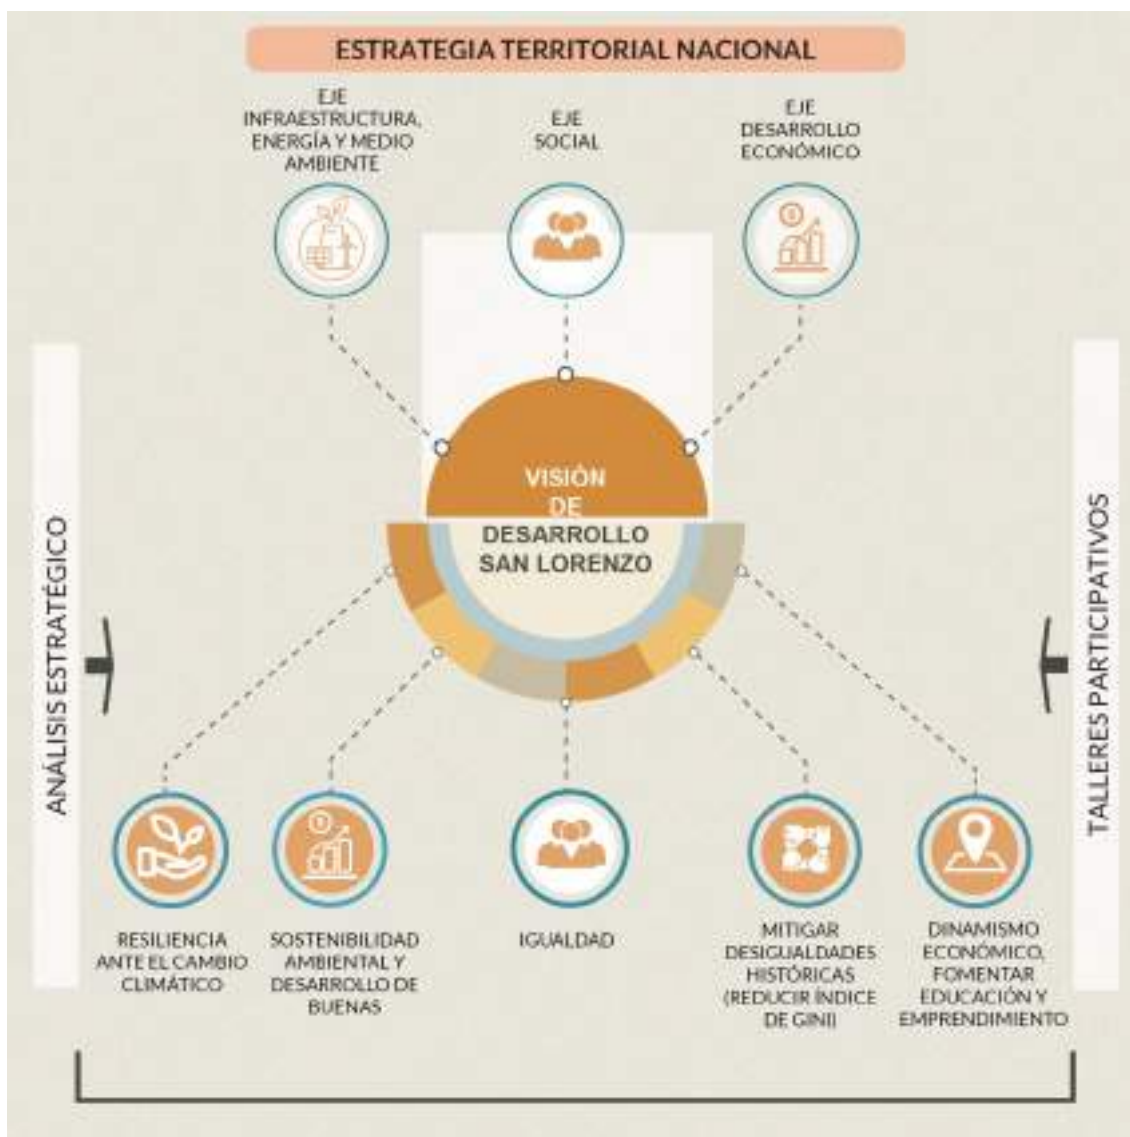 ESTRATEGIA TERRITORIAL NACIONAL
EJE
INFRAESTRUCTURA,
ENERGÍA Y MEDIO
AMBIENTE
EJE
SOCIAL
EJE
DESARROLLO
ECONÓMICO
VISIÓN
DE
DESARROLLO
SAN LORENZO
ANÁLISIS ESTRATÉGICO
TALLERES PARTICIPATIVOS
RESILIENCIA
ANTE EL CAMBIO
CLIMÁTICO
SOSTENIBILIDAD
AMBIENTAL Y
DESARROLLO DE
BUENAS
IGUALDAD
MITIGAR
DESIGUALDADES
HISTÓRICAS
(REDUCIR ÍNDICE
DE GINI)
DINAMISMO
ECONÓMICO,
FOMENTAR
EDUCACIÓN Y
EMPRENDIMIENTO